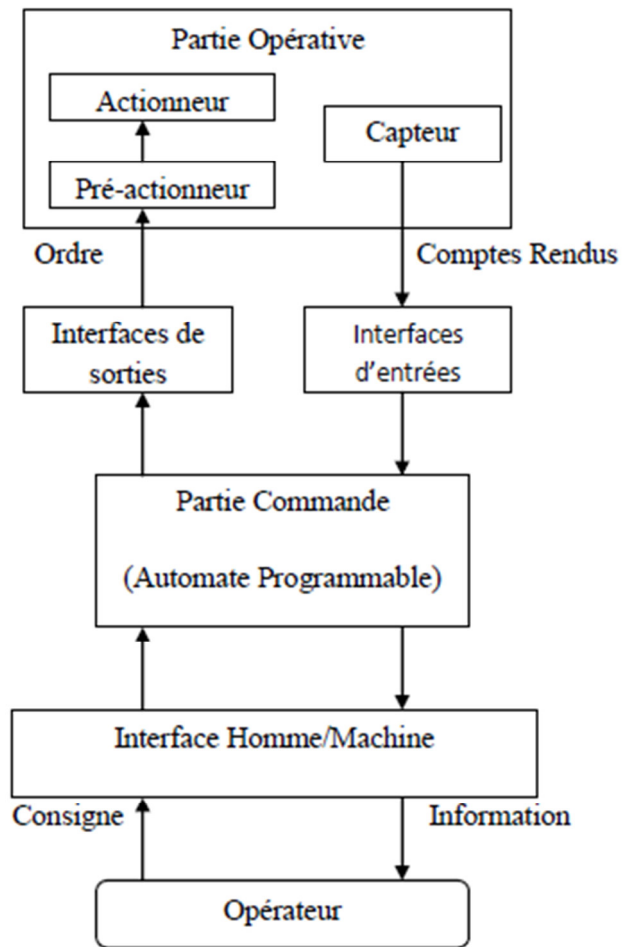 Partie Opérative
Actionneur
Capteur
Pré-actionneur
Ordre
Comptes Rendus
Interfaces de
sorties
Interfaces
d'entrées
Partie Commande
(Automate Programmable)
Interface Homme/Machine
Consigne
Information
Opérateur